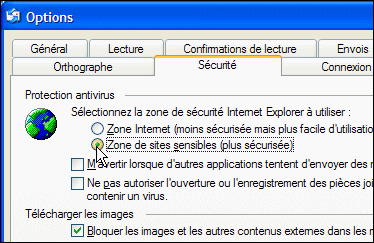 Options
Général Lecture Confirmations de lecture Envois
Orthographe Sécurité Connexion
Protection antivirus
Sélectionnez la zone de sécurité Internet Explorer à utiliser :
Zone Internet (moins sécurisée mais plus facile d'utilisatio
Zone de sites sensibles (plus sécurisée)
M'avertir lorsque d'autres applications tentent d'envoyer des
Ne pas autoriser l'ouverture ou l'enregistrement des pièces joi
contenir un virus.
Télécharger les images
Bloquer les images et les autres contenus externes dans les